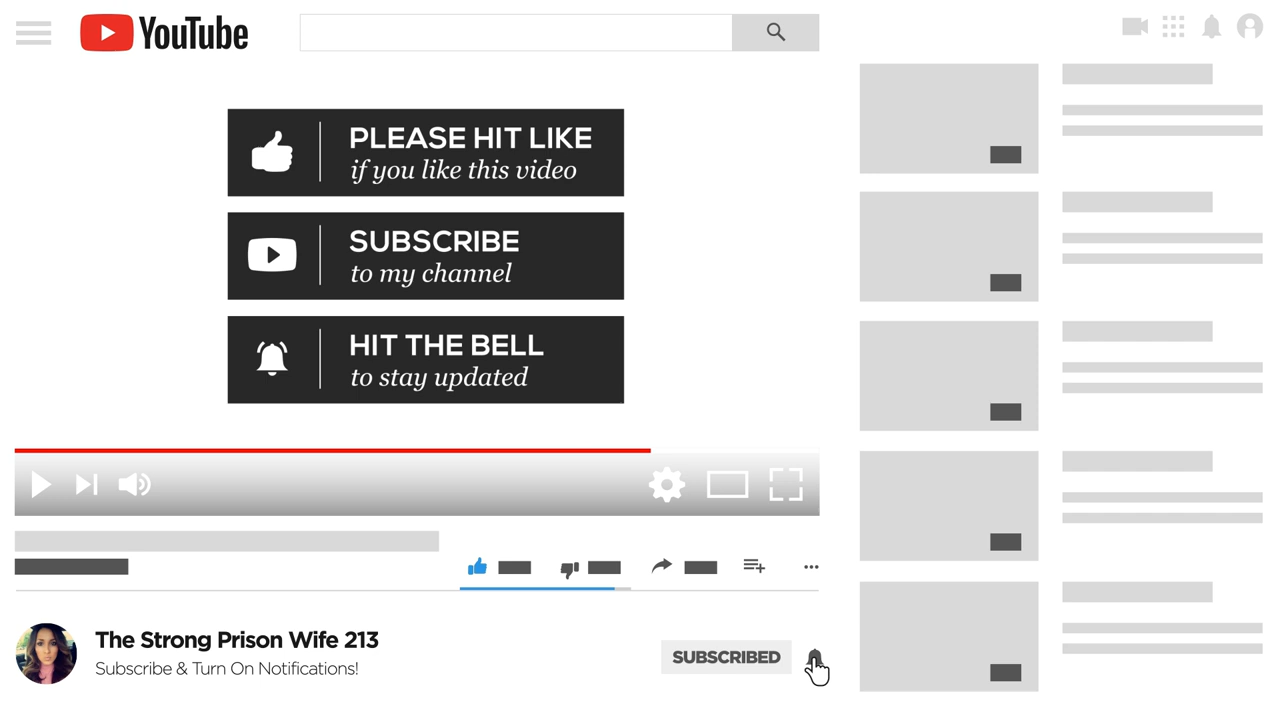 YouTube
PLEASE HIT LIKE
if you like this video
SUBSCRIBE
to my channel
HIT THE BELL
to stay updated
The Strong Prison Wife 213
Subscribe & Turn On Notifications!
SUBSCRIBED